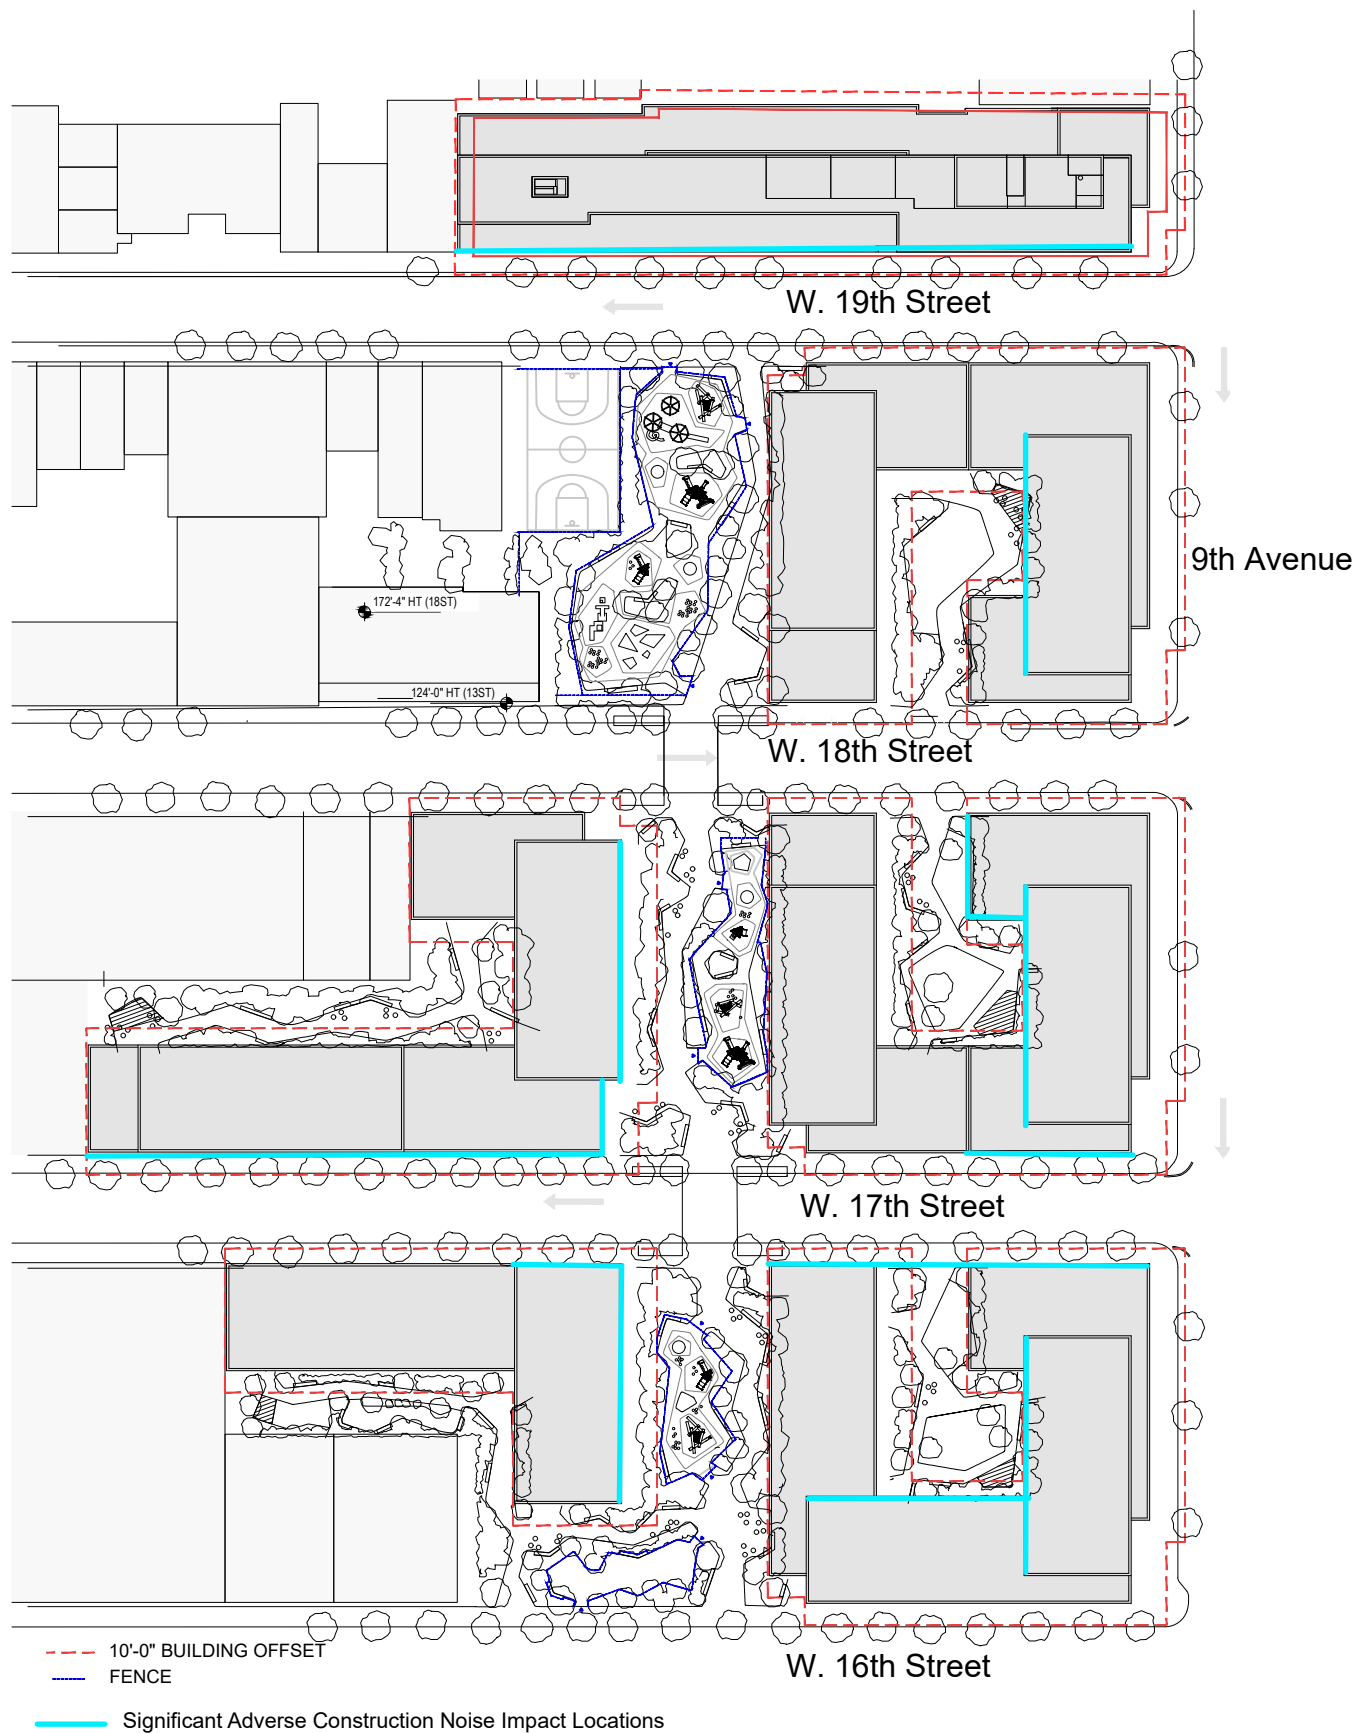 W. 19th Street
9th Avenue
172'-4" HT (18ST)
124'-0" HT (13ST)
W. 18th Street
W. 17th Street
10'-0" BUILDING OFFSET
W. 16th Street
FENCE
Significant Adverse Construction Noise Impact Locations